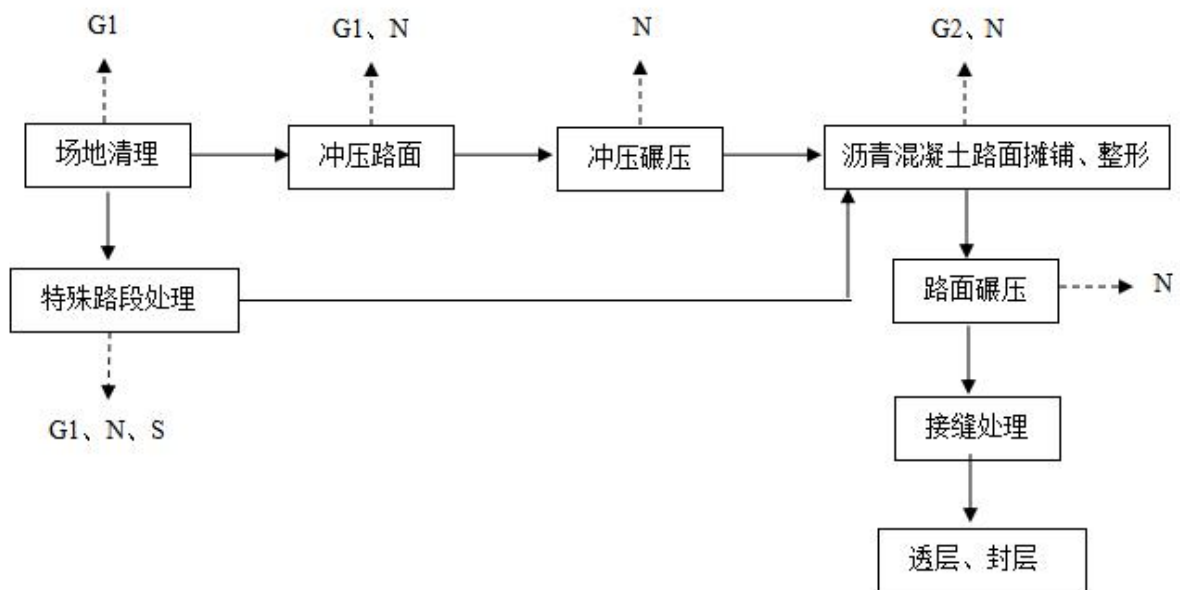 G1
G1、N
N
G2、N
场地清理
冲压路面
冲压碾压
沥青混凝土路面摊铺、整形
特殊路段处理
路面碾压
N
G1、N、S
接缝处理
透层、封层